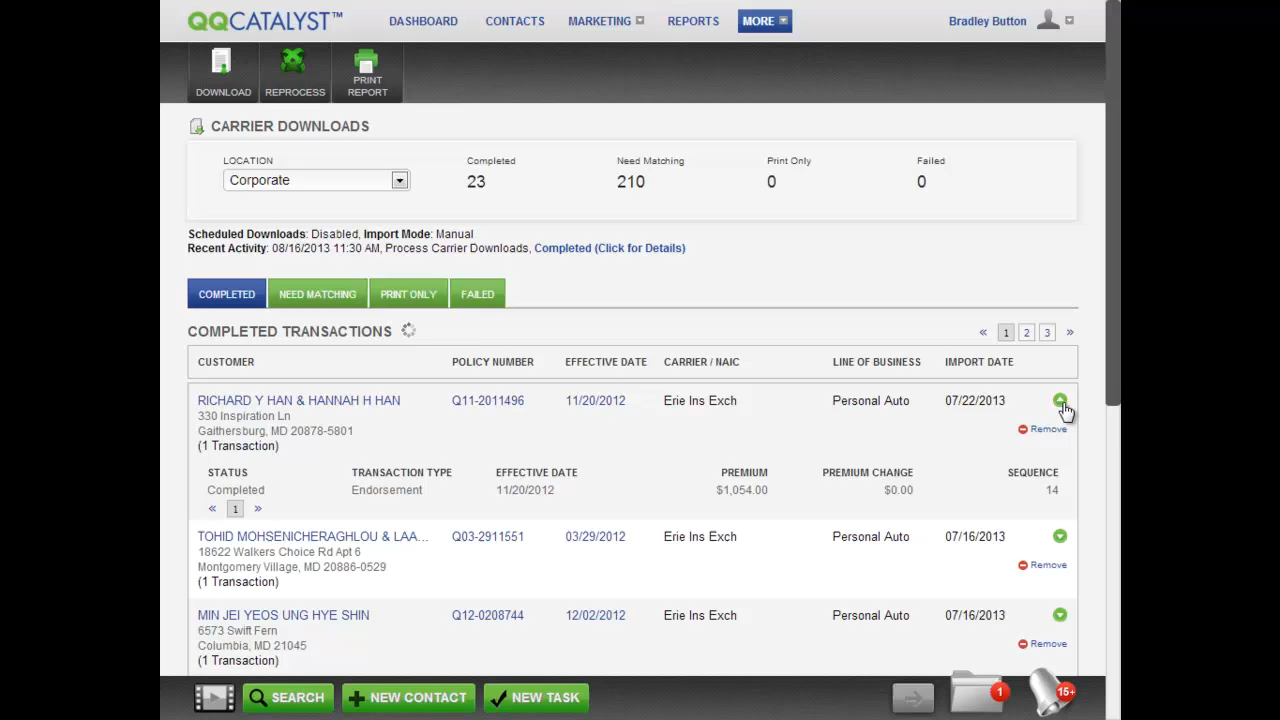 QQCATALYST™ DASHBOARD CONTACTS MARKETING REPORTS MORE Bradley Button
DOWNLOAD REPROCESS PRINT REPORT
CARRIER DOWNLOADS
LOCATION Completed Need Matching Print Only Failed
Corporate 23 210 0 0
Scheduled Downloads: Disabled, Import Mode: Manual
Recent Activity: 08/16/2013 11:30 AM, Process Carrier Downloads, Completed (Click for Details)
COMPLETED NEED MATCHING PRINT ONLY FAILED
COMPLETED TRANSACTIONS « 1 2 3 »
CUSTOMER POLICY NUMBER EFFECTIVE DATE CARRIER / NAIC LINE OF BUSINESS IMPORT DATE
RICHARD Y HAN & HANNAH H HAN Q11-2011496 11/20/2012 Erie Ins Exch Personal Auto 07/22/2013
330 Inspiration Ln
Gaithersburg, MD 20878-5801 Remove
(1 Transaction)
STATUS TRANSACTION TYPE EFFECTIVE DATE PREMIUM PREMIUM CHANGE SEQUENCE
Completed Endorsement 11/20/2012 $1,054.00 $0.00 14
« 1 »
TOHID MOHSENICHERAGHLOU & LAA... Q03-2911551 03/29/2012 Erie Ins Exch Personal Auto 07/16/2013
18622 Walkers Choice Rd Apt 6
Montgomery Village, MD 20886-0529 Remove
(1 Transaction)
MIN JEI YEOS UNG HYE SHIN Q12-0208744 12/02/2012 Erie Ins Exch Personal Auto 07/16/2013
6573 Swift Fern
Columbia, MD 21045 Remove
(1 Transaction)
SEARCH NEW CONTACT NEW TASK 1 15+